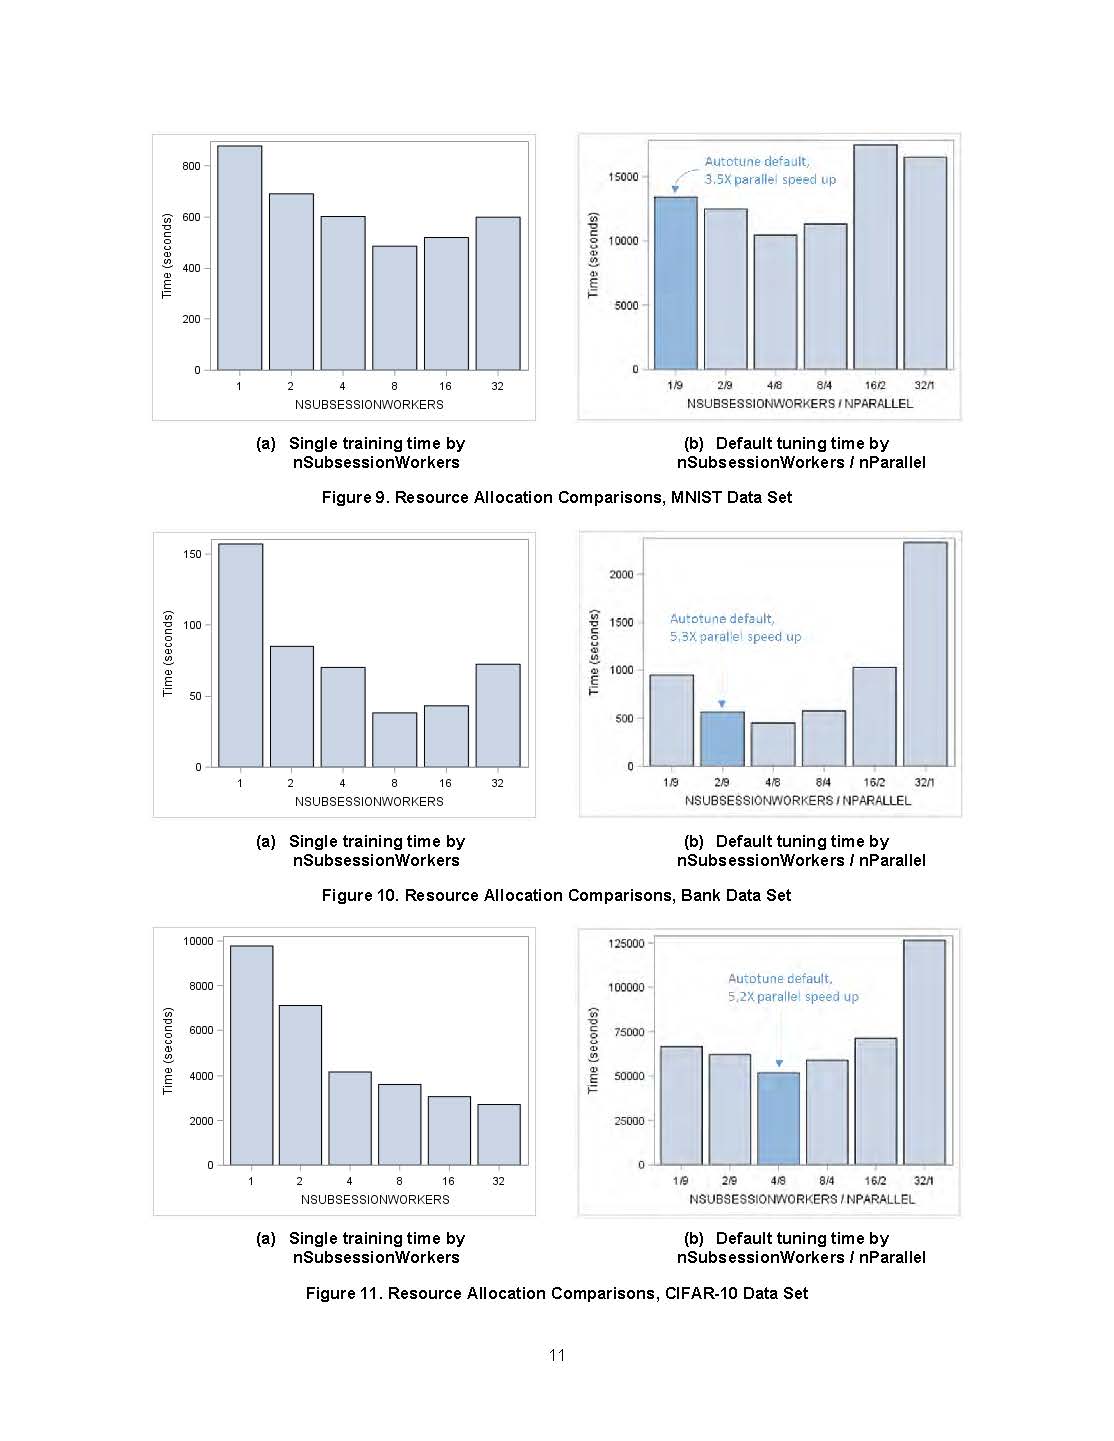 800
600
400
200
0
Time (seconds)
1 2 4 8 16 32
NSUBSESSIONWORKERS
Autotune default,
3.5X parallel speed up
15000
10000
5000
0
Time (seconds)
1/9 2/9 4/8 8/4 16/2 32/1
NSUBSESSIONWORKERS / NPARALLEL
(a) Single training time by
nSubsessionWorkers
(b) Default tuning time by
nSubsessionWorkers / nParallel
Figure 9. Resource Allocation Comparisons, MNIST Data Set
150
100
50
0
Time (seconds)
1 2 4 8 16 32
NSUBSESSIONWORKERS
2000
1500
1000
500
0
Time (seconds)
Autotune default,
5.3X parallel speed up
1/9 2/9 4/8 8/4 16/2 32/1
NSUBSESSIONWORKERS / NPARALLEL
(a) Single training time by
nSubsessionWorkers
(b) Default tuning time by
nSubsessionWorkers / nParallel
Figure 10. Resource Allocation Comparisons, Bank Data Set
10000
8000
6000
4000
2000
0
Time (seconds)
1 2 4 8 16 32
NSUBSESSIONWORKERS
125000
100000
75000
50000
25000
0
Time (seconds)
Autotune default,
5.2X parallel speed up
1/9 2/9 4/8 8/4 16/2 32/1
NSUBSESSIONWORKERS / NPARALLEL
(a) Single training time by
nSubsessionWorkers
(b) Default tuning time by
nSubsessionWorkers / nParallel
Figure 11. Resource Allocation Comparisons, CIFAR-10 Data Set
11